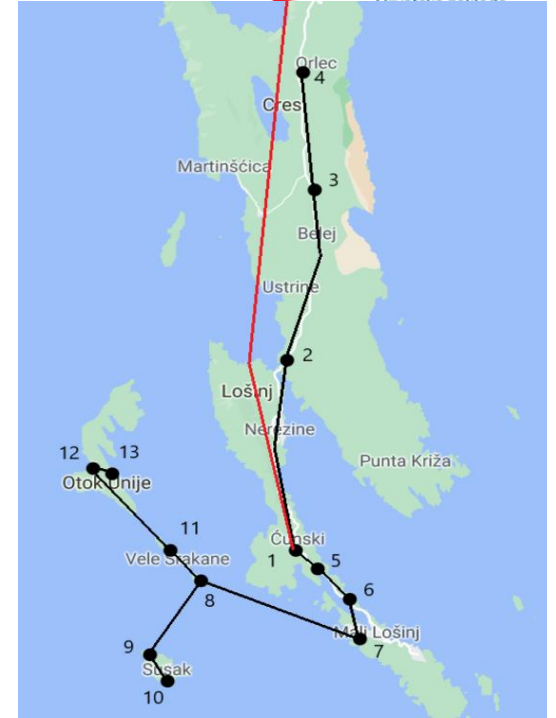 Orlec
4
Cres
Martinšćica
3
Belej
Ustrine
2
Lošinj
Nerezine
Punta Križa
12
13
Otok Unije
11
1
Ćunski
Vele Srakane
5
8
6
Mali Lošinj
7
9
Susak
10